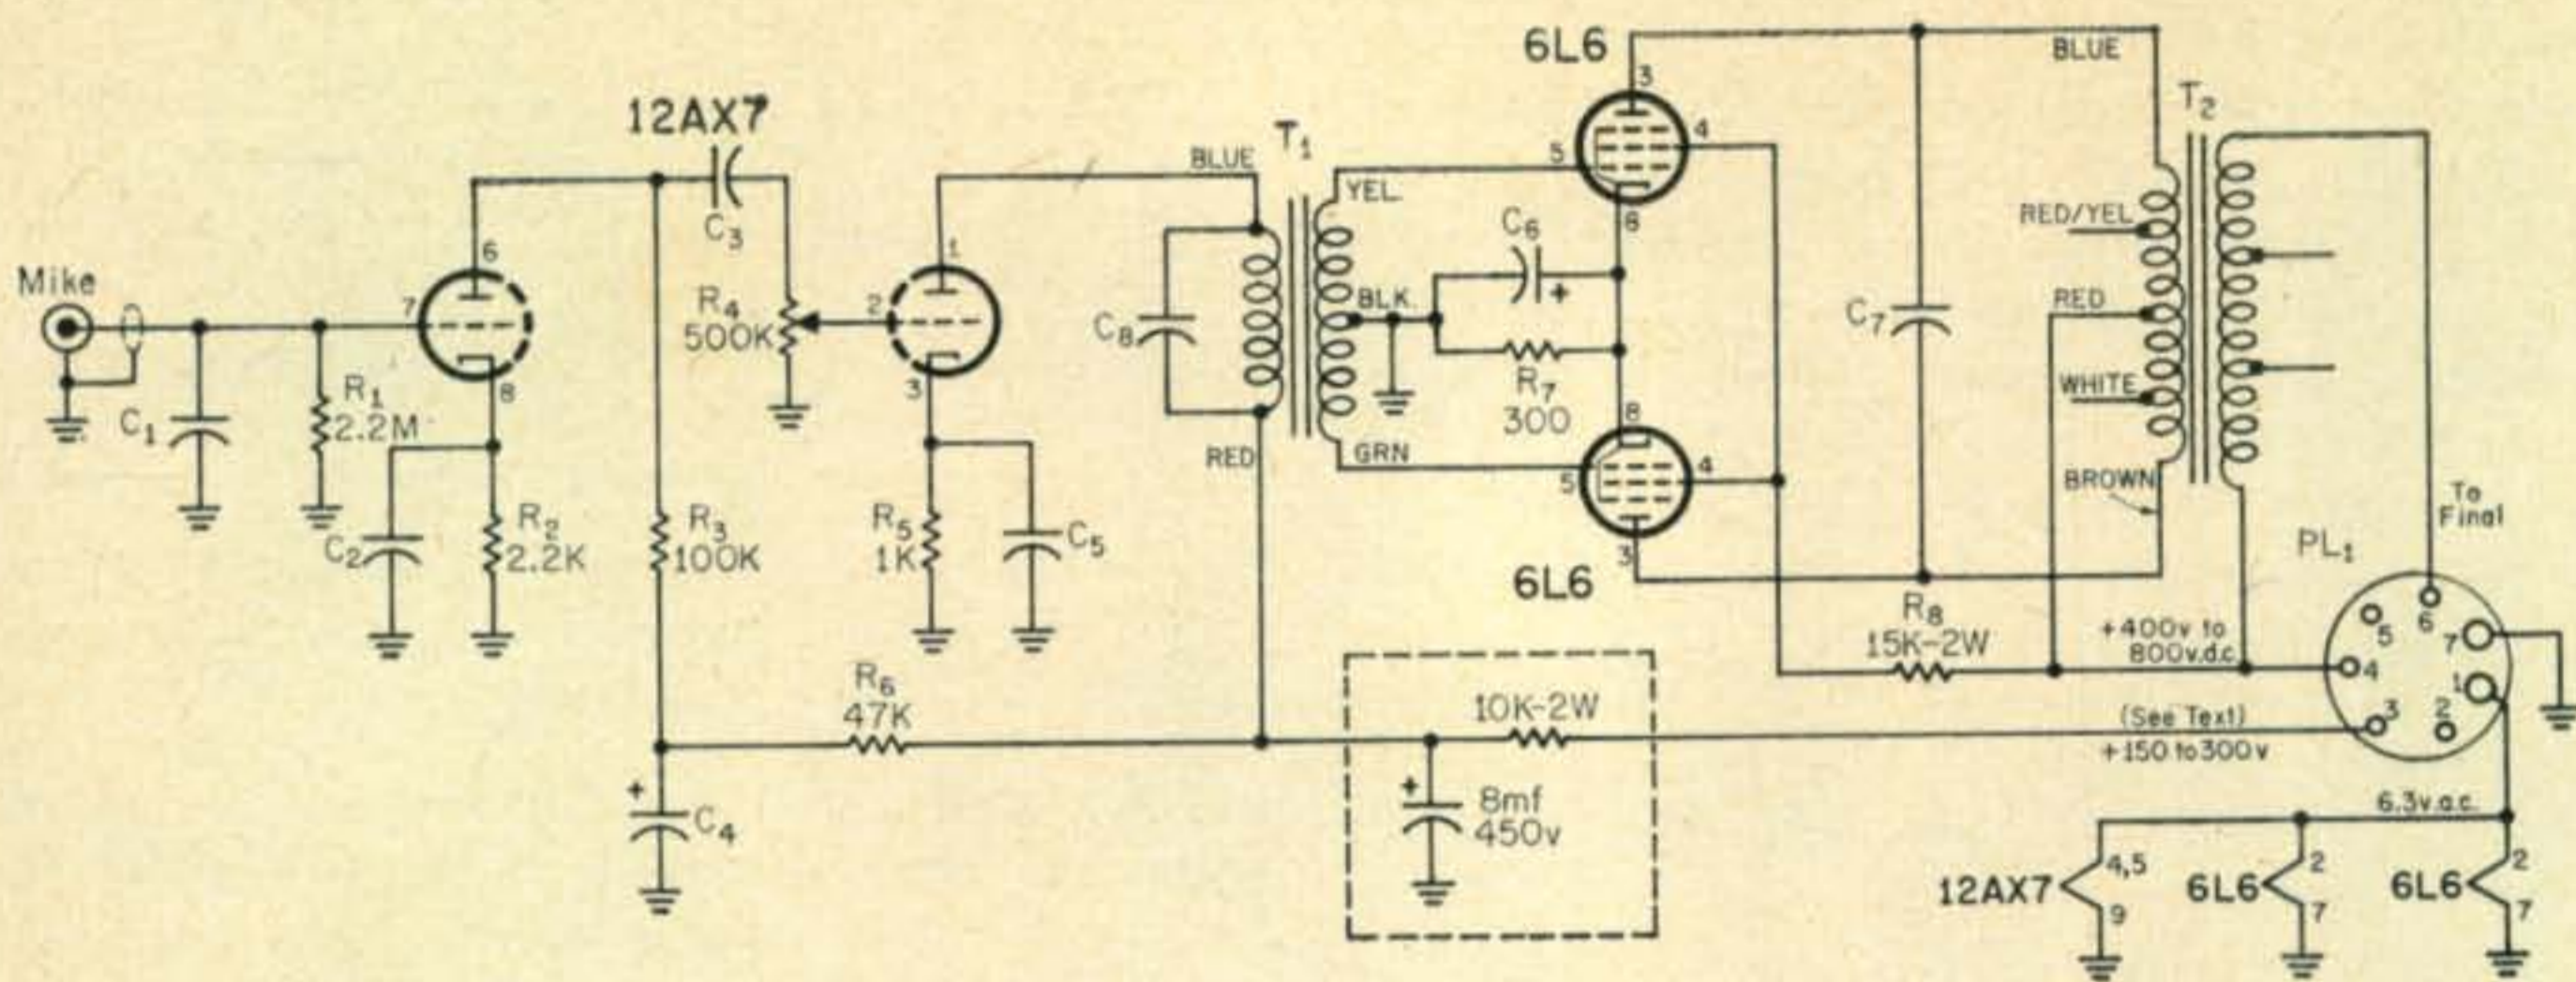 Mike
C1
R1
2.2M
7
6
8
C2
R2
2.2K
12AX7
C3
R3
100K
R4
500K
2
1
3
R5
1K
C5
R6
47K
C4
+
BLUE
C8
RED
T1
YEL.
BLK.
GRN
C6
+
R7
300
6L6
3
5
4
8
8
5
4
3
6L6
C7
BLUE
T2
RED/YEL
RED
WHITE
BROWN
R8
15K-2W
+400v to
800v.d.c.
10K-2W
+
8mf
450v
(See Text)
+150 to 300v
To
Final
PL1
5
6
7
4
1
3
2
6.3v.a.c.
12AX7
4,5
9
6L6
2
7
6L6
2
7